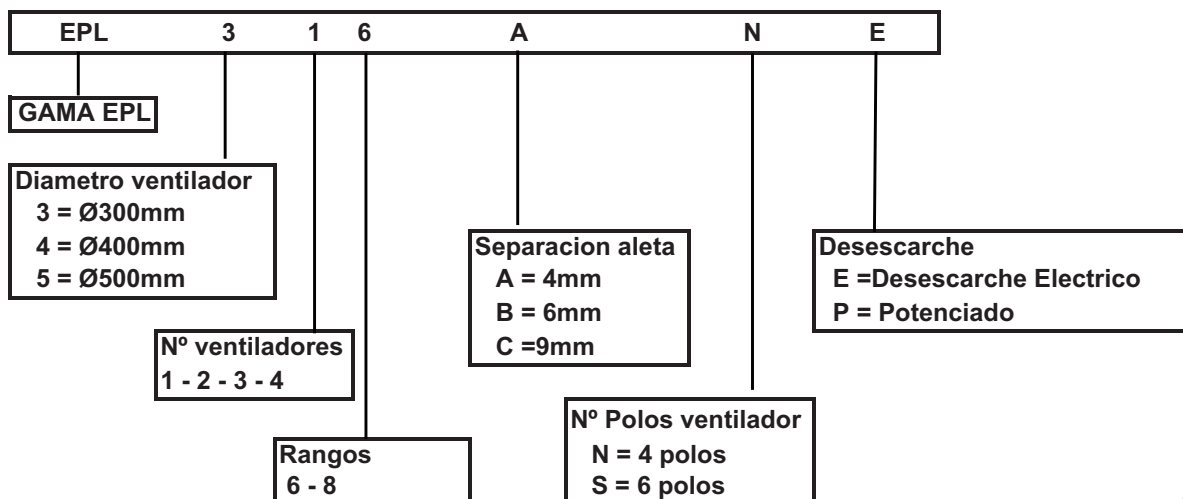 EPL 3 1 6 A N E
GAMA EPL
Diametro ventilador
3 = Ø300mm
4 = Ø400mm
5 = Ø500mm
Nº ventiladores
1 - 2 - 3 - 4
Rangos
6 - 8
Separacion aleta
A = 4mm
B = 6mm
C =9mm
Nº Polos ventilador
N = 4 polos
S = 6 polos
Desescarche
E =Desescarche Electrico
P = Potenciado